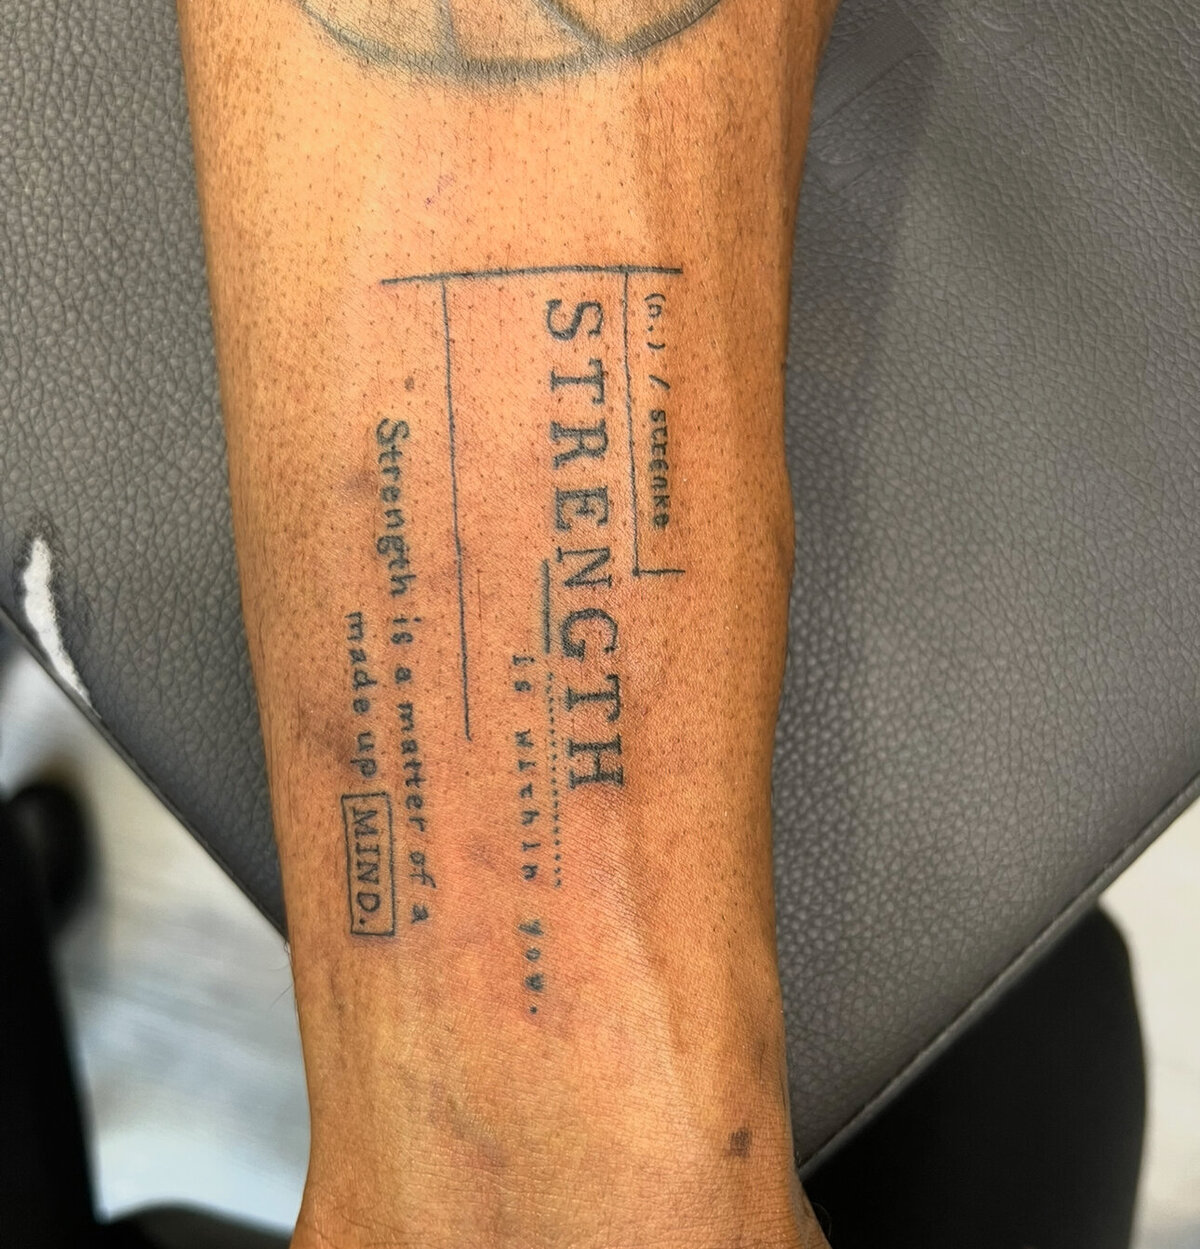 (n.) / streNke
STRENGTH
is within you.
Strength is a matter of a
made up MIND.